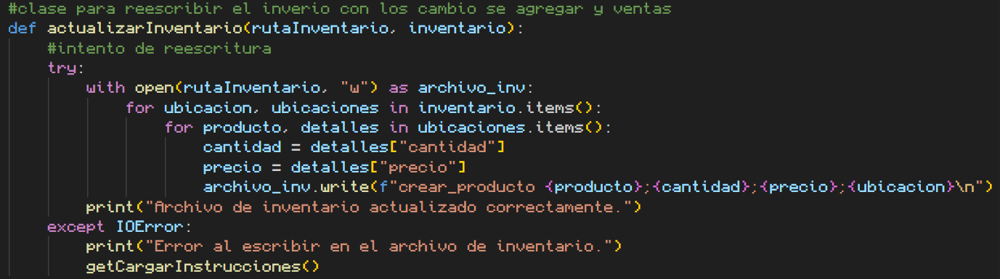 #clase para reescribir el inverio con los cambio se agregar y ventas
def actualizarInventario(rutaInventario, inventario):
    #intento de reescritura
    try:
        with open(rutaInventario, "w") as archivo_inv:
            for ubicacion, ubicaciones in inventario.items():
                for producto, detalles in ubicaciones.items():
                    cantidad = detalles["cantidad"]
                    precio = detalles["precio"]
                    archivo_inv.write(f"crear_producto {producto};{cantidad};{precio};{ubicacion}\n")
        print("Archivo de inventario actualizado correctamente.")
    except IOError:
        print("Error al escribir en el archivo de inventario.")
        getCargarInstrucciones()